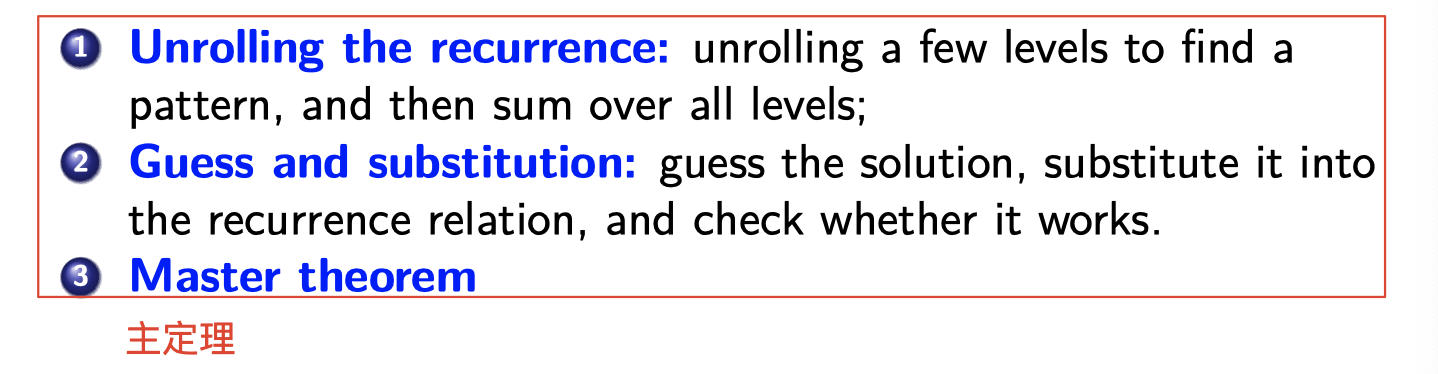 1 Unrolling the recurrence: unrolling a few levels to find a
pattern, and then sum over all levels;
2 Guess and substitution: guess the solution, substitute it into
the recurrence relation, and check whether it works.
3 Master theorem
主定理